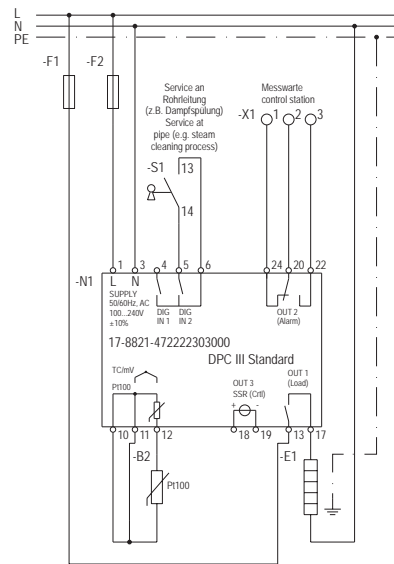 L
N
PE
-F1
-F2
Service an
Rohrleitung
(z.B. Dampfspülung)
Service at
pipe (e.g. steam
cleaning process)
Messwarte
control station
-X1 1 2 3
-S1
13
14
-N1
1 3 4 5 6 24 20 22
L N
SUPPLY
50/60Hz, AC
100...240V
±10%
DIG
IN 1
DIG
IN 2
OUT 2
(Alarm)
17-8821-472222303000
DPC III Standard
TC/mV
Pt100
OUT 3
SSR (Crtl)
+ -
OUT 1
(Load)
10 11 12 18 19 13 17
-B2
-E1
Pt100